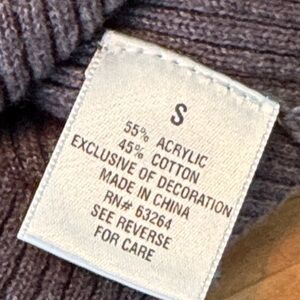 S
55% ACRYLIC
45% COTTON
EXCLUSIVE OF DECORATION
MADE IN CHINA
RN# 63264
SEE REVERSE
FOR CARE